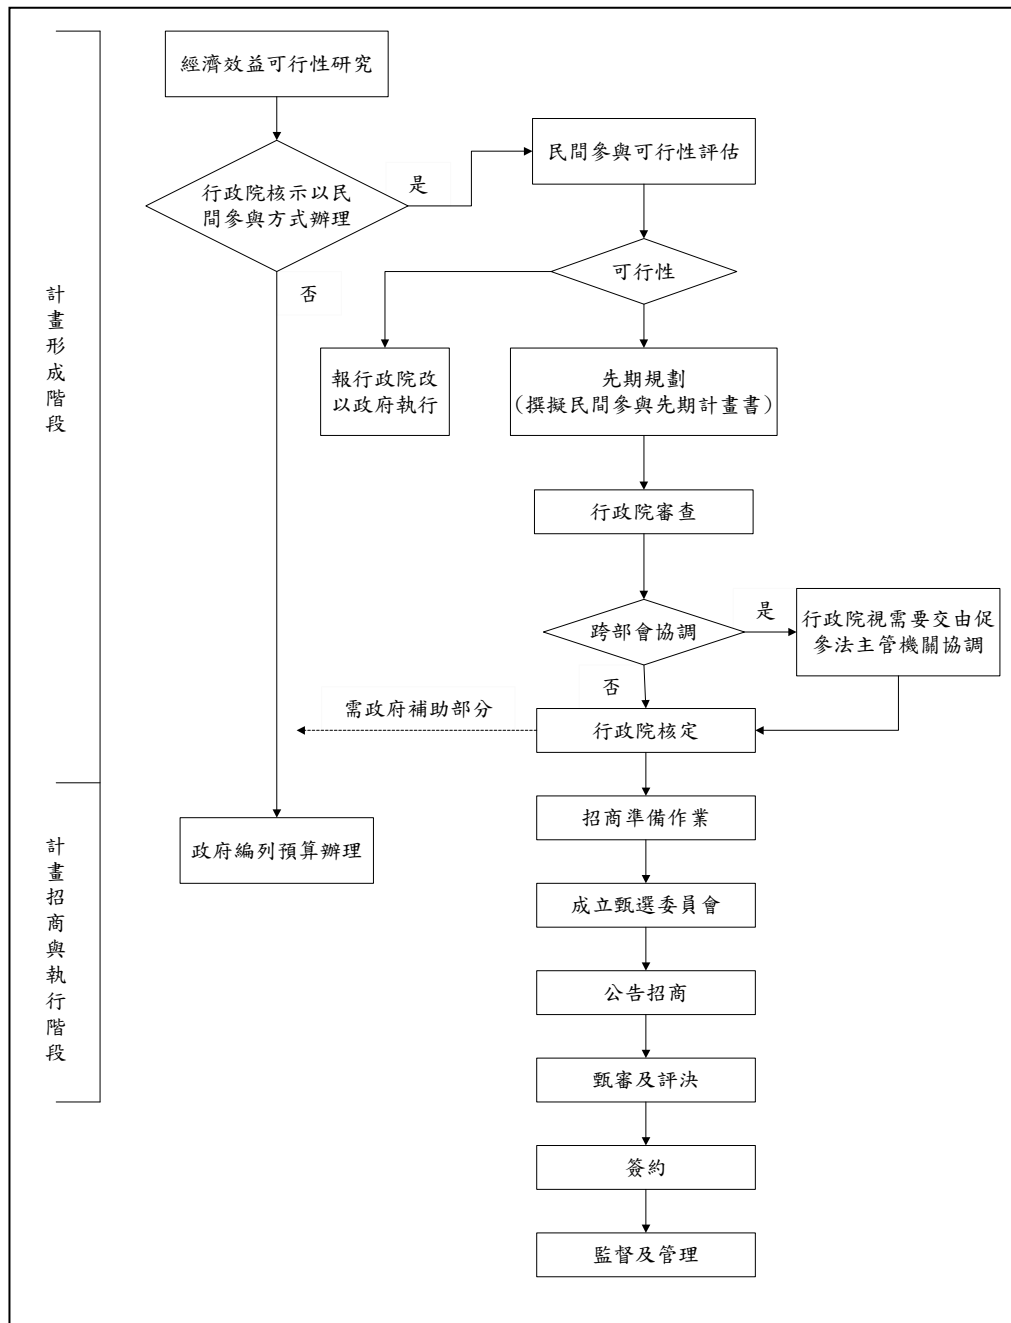 經濟效益可行性研究
行政院核示以民
間參與方式辦理
是
否
民間參與可行性評估
可行性
報行政院改
以政府執行
先期規劃
(撰擬民間參與先期計畫書)
行政院審查
跨部會協調
是
行政院視需要交由促
參法主管機關協調
否
需政府補助部分
行政院核定
計畫形成階段
招商準備作業
政府編列預算辦理
成立甄選委員會
公告招商
甄審及評決
簽約
監督及管理
計畫招商與執行階段